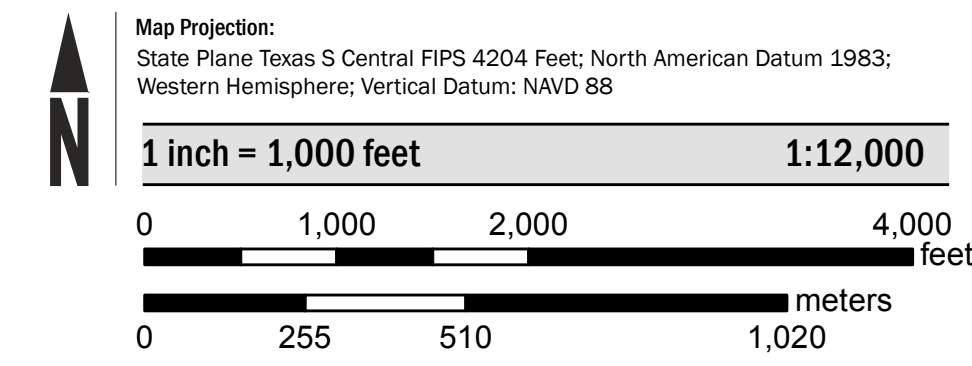 N
Map Projection:
State Plane Texas S Central FIPS 4204 Feet; North American Datum 1983;
Western Hemisphere; Vertical Datum: NAVD 88
1 inch = 1,000 feet 1:12,000
0 1,000 2,000 4,000
feet
meters
0 255 510 1,020